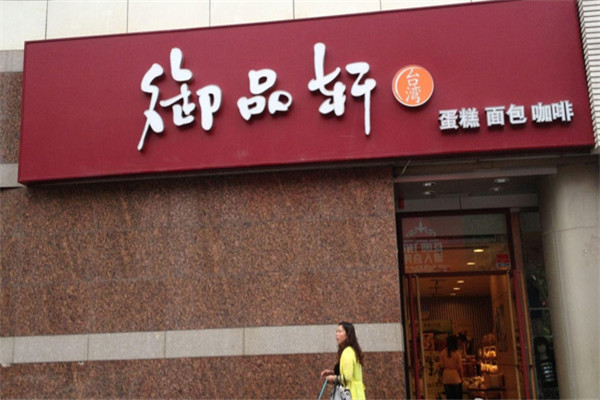 御品轩
台湾
蛋糕 面包 咖啡